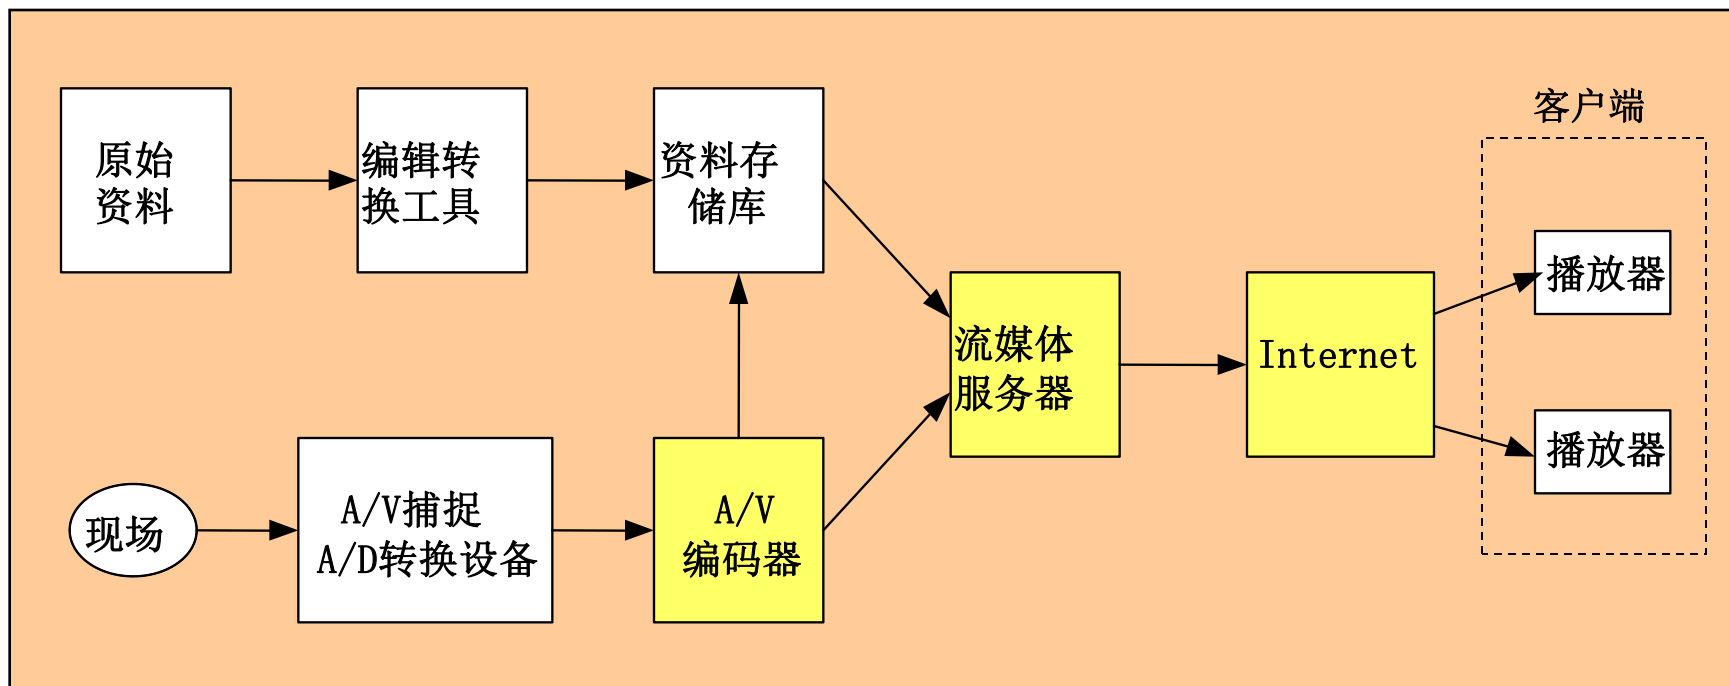 客户端
原始
资料
编辑转
换工具
资料存
储库
播放器
流媒体
服务器
Internet
播放器
现场
A/V捕捉
A/D转换设备
A/V
编码器